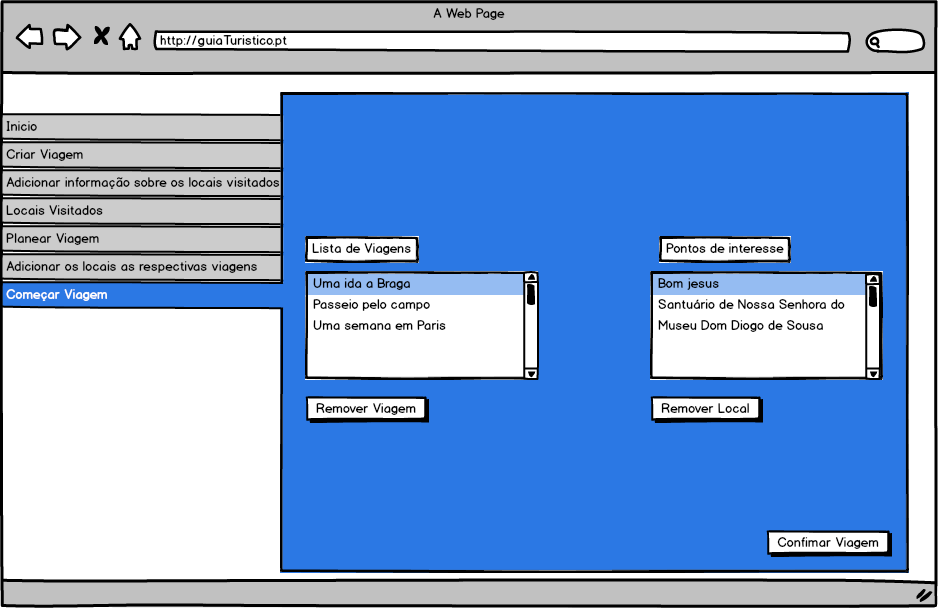 A Web Page
http://guiaTuristico.pt
Inicio
Criar Viagem
Adicionar informação sobre os locais visitados
Locais Visitados
Planear Viagem
Adicionar os locais as respectivas viagens
Começar Viagem
Lista de Viagens
Uma ida a Braga
Passeio pelo campo
Uma semana em Paris
Remover Viagem
Pontos de interesse
Bom jesus
Santuário de Nossa Senhora do
Museu Dom Diogo de Sousa
Remover Local
Confimar Viagem